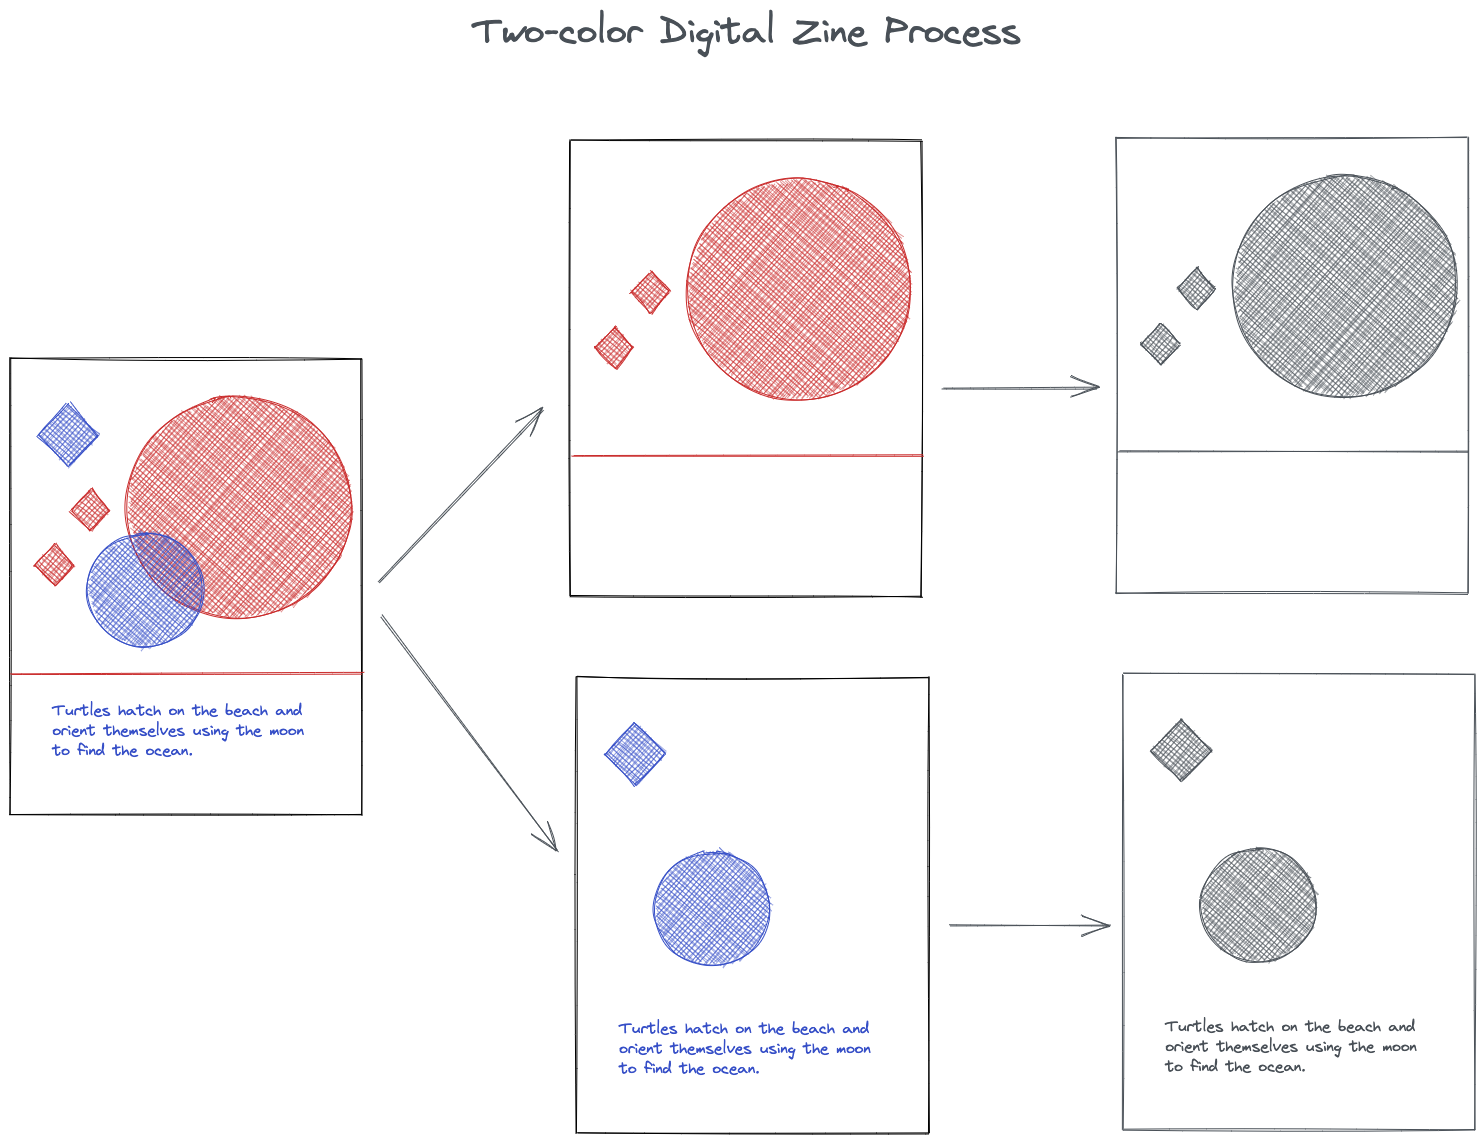 Two-color Digital Zine Process
Turtles hatch on the beach and
orient themselves using the moon
to find the ocean.
Turtles hatch on the beach and
orient themselves using the moon
to find the ocean.
Turtles hatch on the beach and
orient themselves using the moon
to find the ocean.